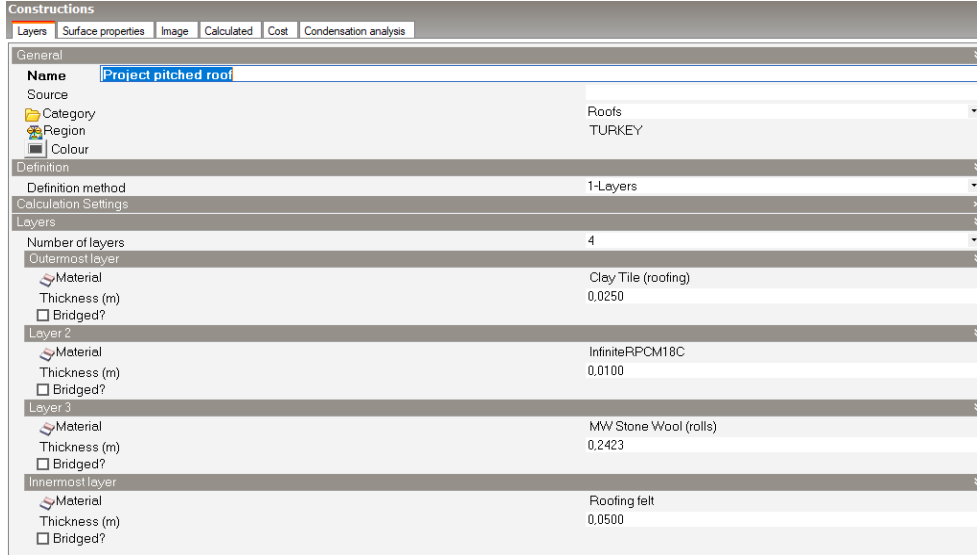 Constructions
Layers Surface properties Image Calculated Cost Condensation analysis
General
Name Project pitched roof
Source
Category Roofs
Region TURKEY
Colour
Definition
Definition method 1-Layers
Calculation Settings
Layers
Number of layers 4
Outermost layer
Material Clay Tile (roofing)
Thickness (m) 0,0250
Bridged?
Layer 2
Material InfiniteRPCM18C
Thickness (m) 0,0100
Bridged?
Layer 3
Material MW Stone Wool (rolls)
Thickness (m) 0,2423
Bridged?
Innermost layer
Material Roofing felt
Thickness (m) 0,0500
Bridged?